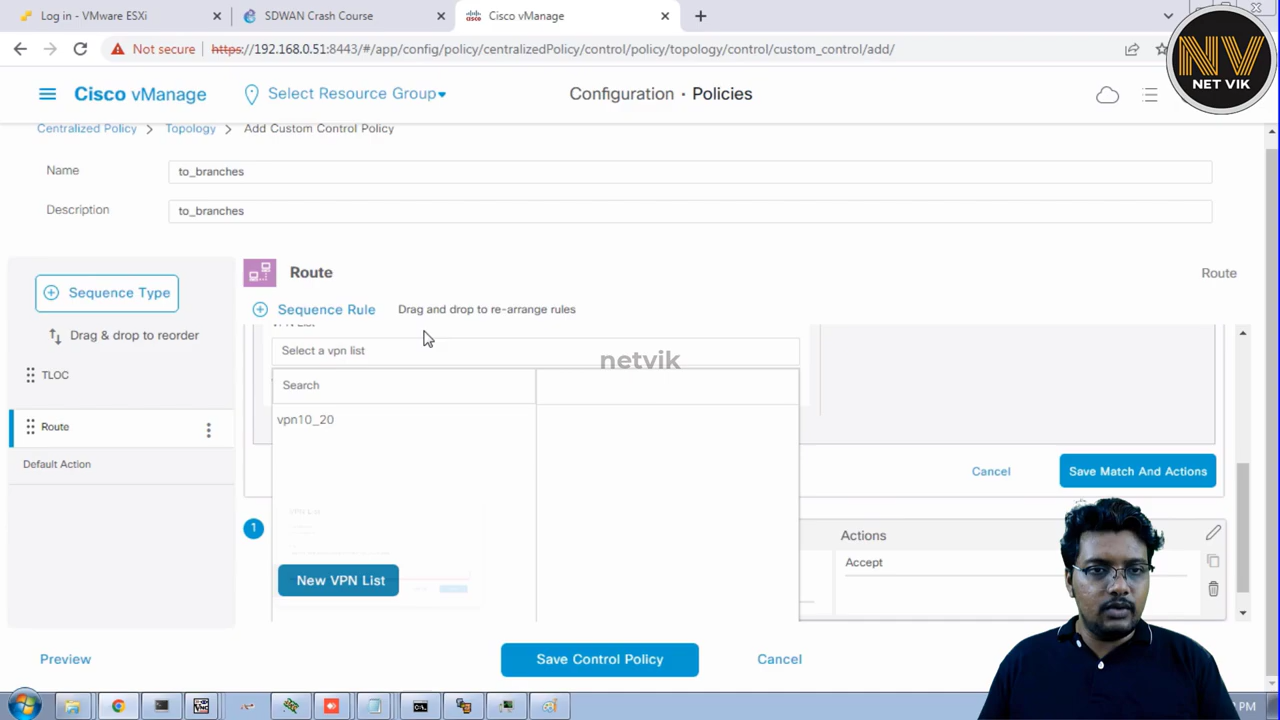 Log in - VMware ESXi
SDWAN Crash Course
Cisco vManage
Not secure
https://192.168.0.51:8443/#/app/config/policy/centralizedPolicy/control/policy/topology/control/custom_control/add/
NV
NET VIK
Cisco vManage
Select Resource Group
Configuration · Policies
Centralized Policy > Topology > Add Custom Control Policy
Name
to_branches
Description
to_branches
Sequence Type
Drag & drop to reorder
TLOC
Route
Default Action
Route
Route
Sequence Rule
Drag and drop to re-arrange rules
VPN List
Select a vpn list
netvik
Search
vpn10_20
VPN List
New VPN List
Cancel
Save Match And Actions
1
Actions
Accept
Preview
Save Control Policy
Cancel
PM